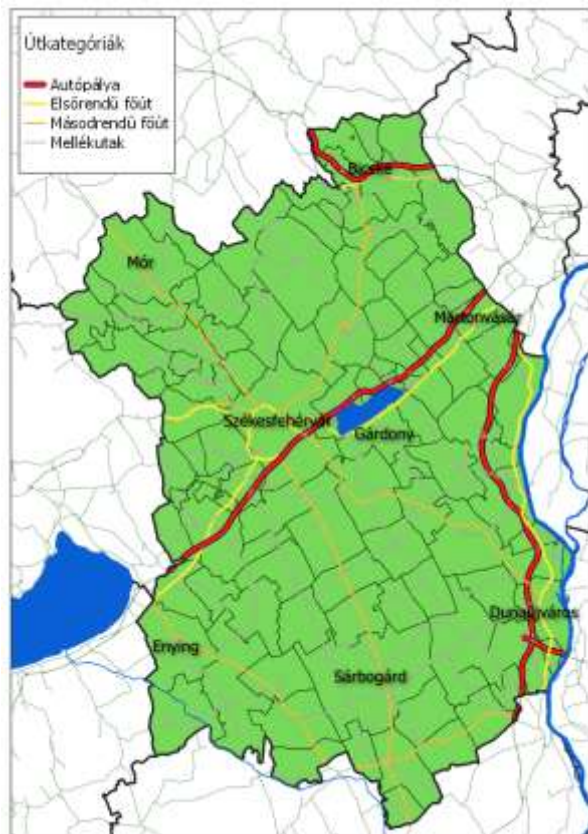 Útkategóriák
Autópálya
Elsőrendű főút
Másodrendű főút
Mellékutak
Bicske
Mór
Martonvásár
Székesfehérvár
Gárdony
Dunaújváros
Enying
Sárbogárd